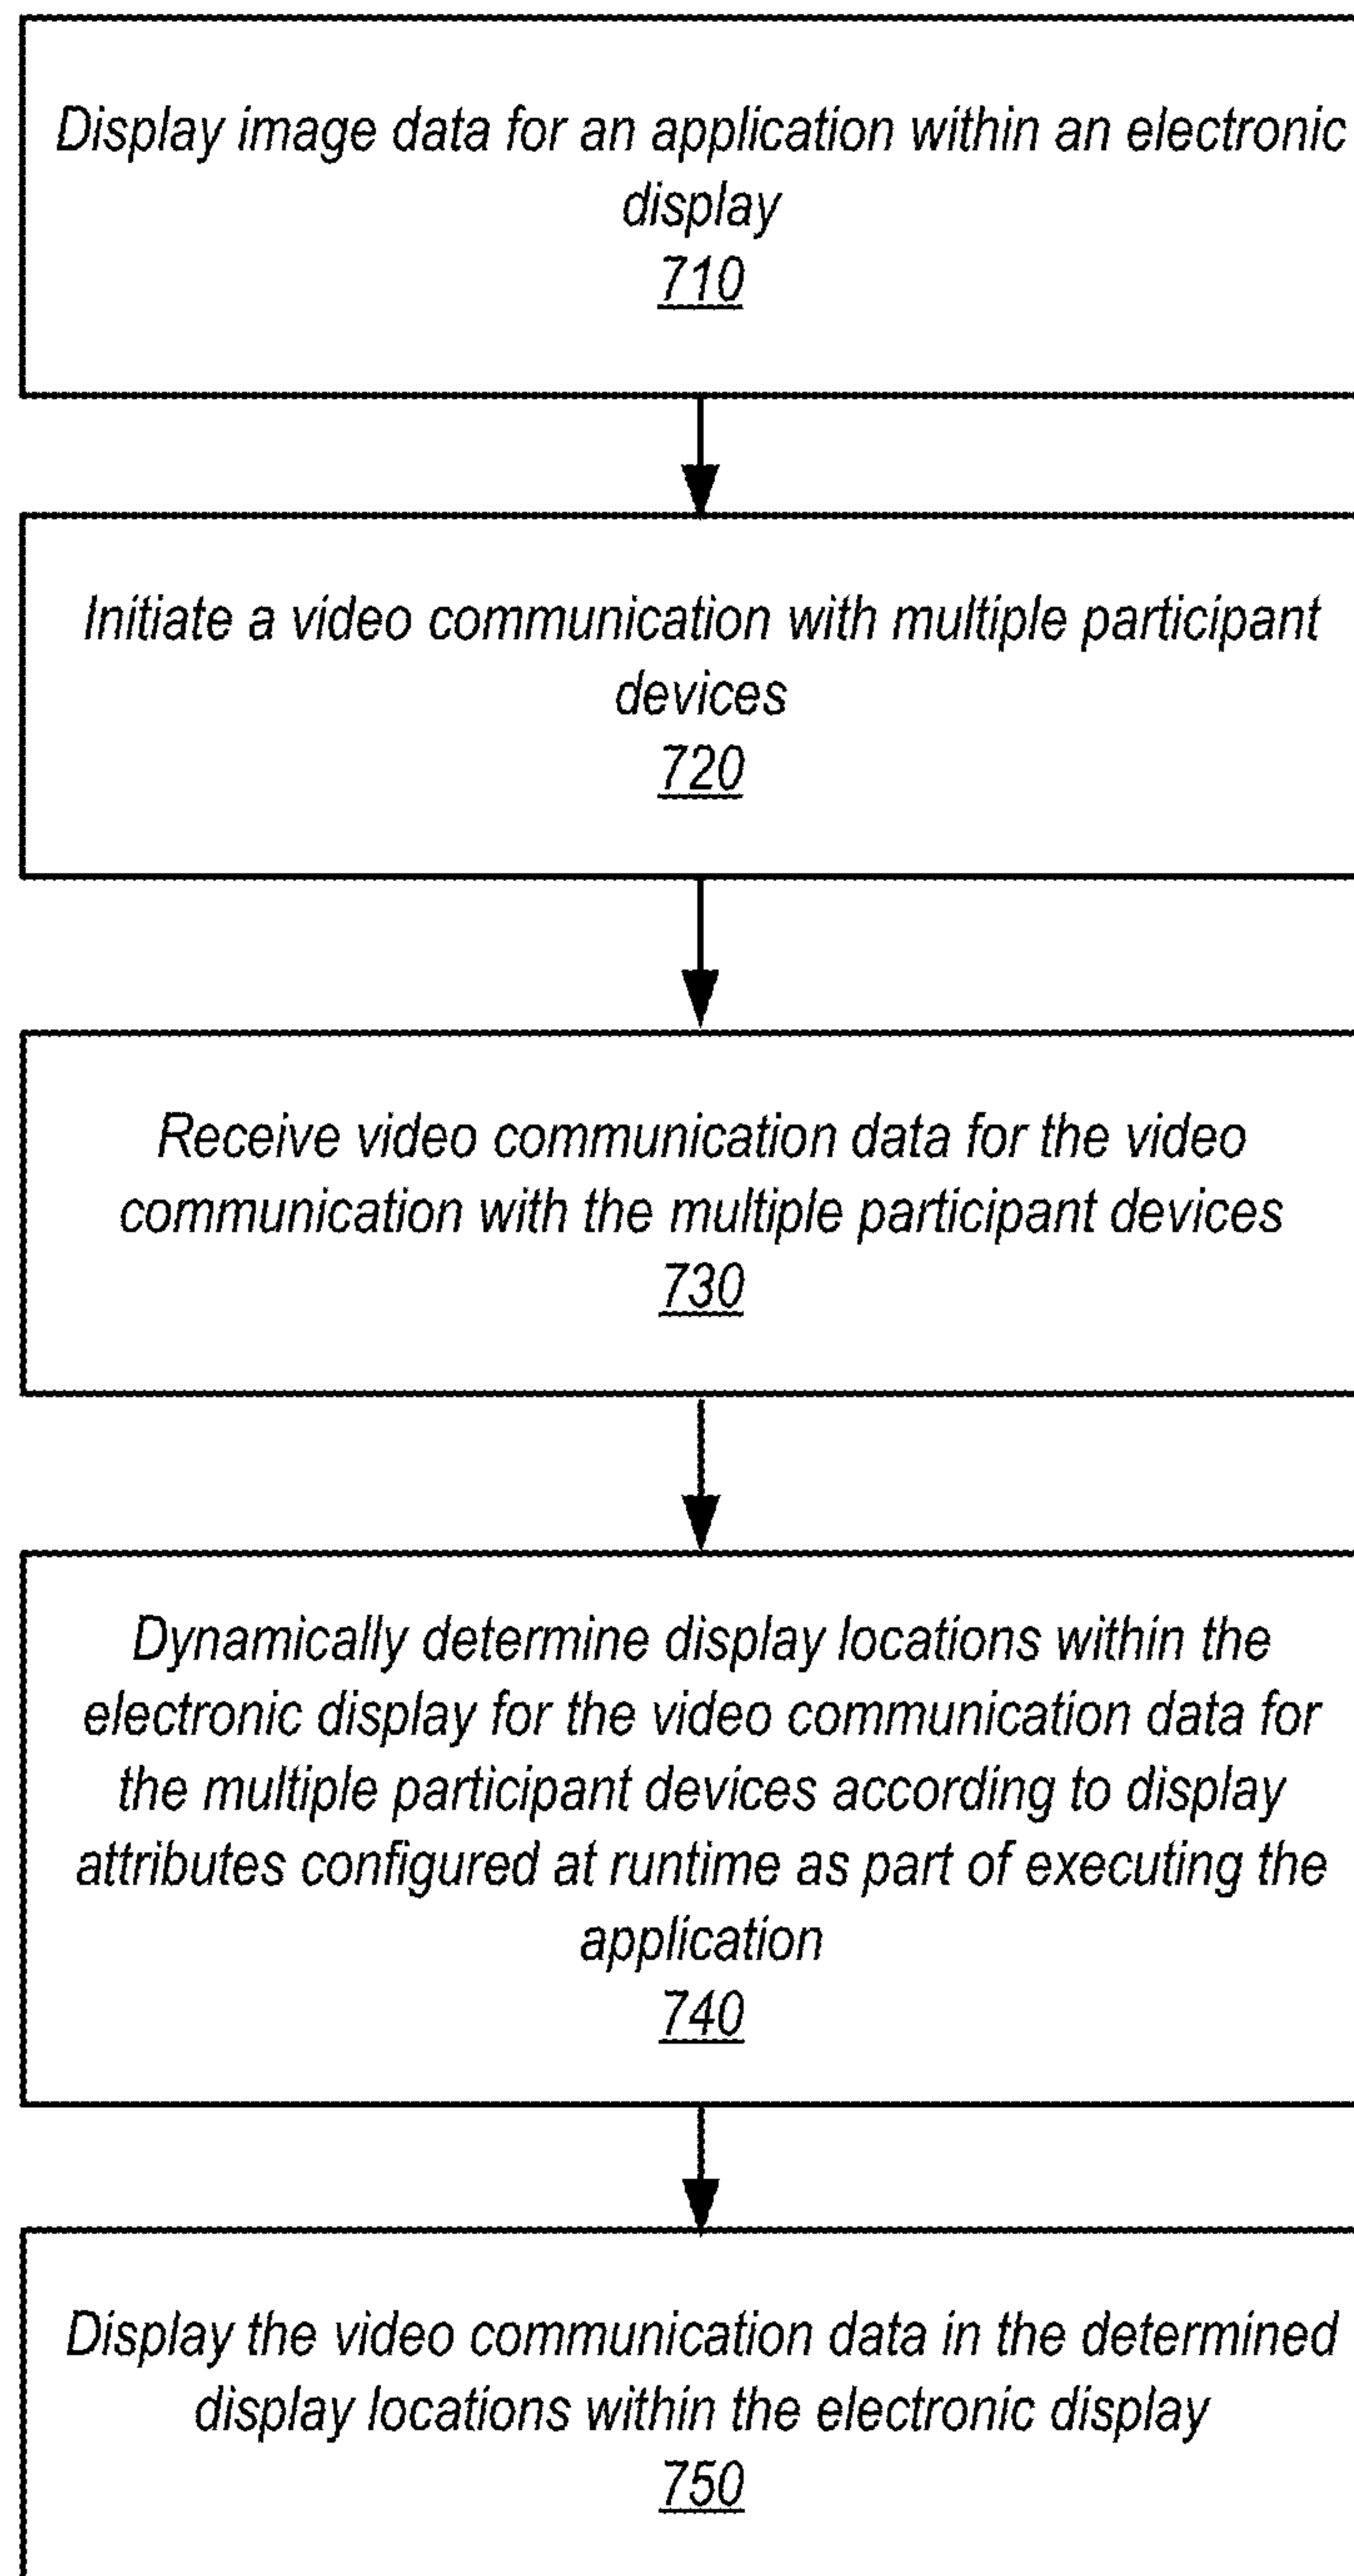 Display image data for an application within an electronic
display
710
Initiate a video communication with multiple participant
devices
720
Receive video communication data for the video
communication with the multiple participant devices
730
Dynamically determine display locations within the
electronic display for the video communication data for
the multiple participant devices according to display
attributes configured at runtime as part of executing the
application
740
Display the video communication data in the determined
display locations within the electronic display
750